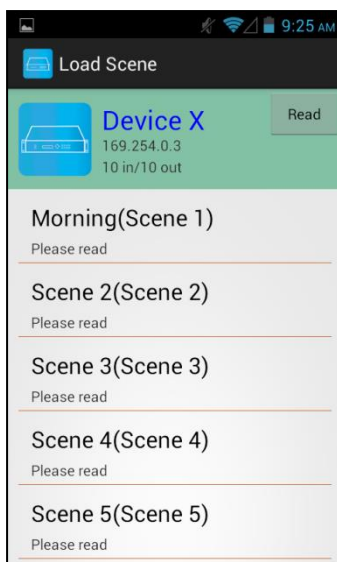 9:25 AM
Load Scene
Device X
Read
169.254.0.3
10 in/10 out
Morning(Scene 1)
Please read
Scene 2(Scene 2)
Please read
Scene 3(Scene 3)
Please read
Scene 4(Scene 4)
Please read
Scene 5(Scene 5)
Please read